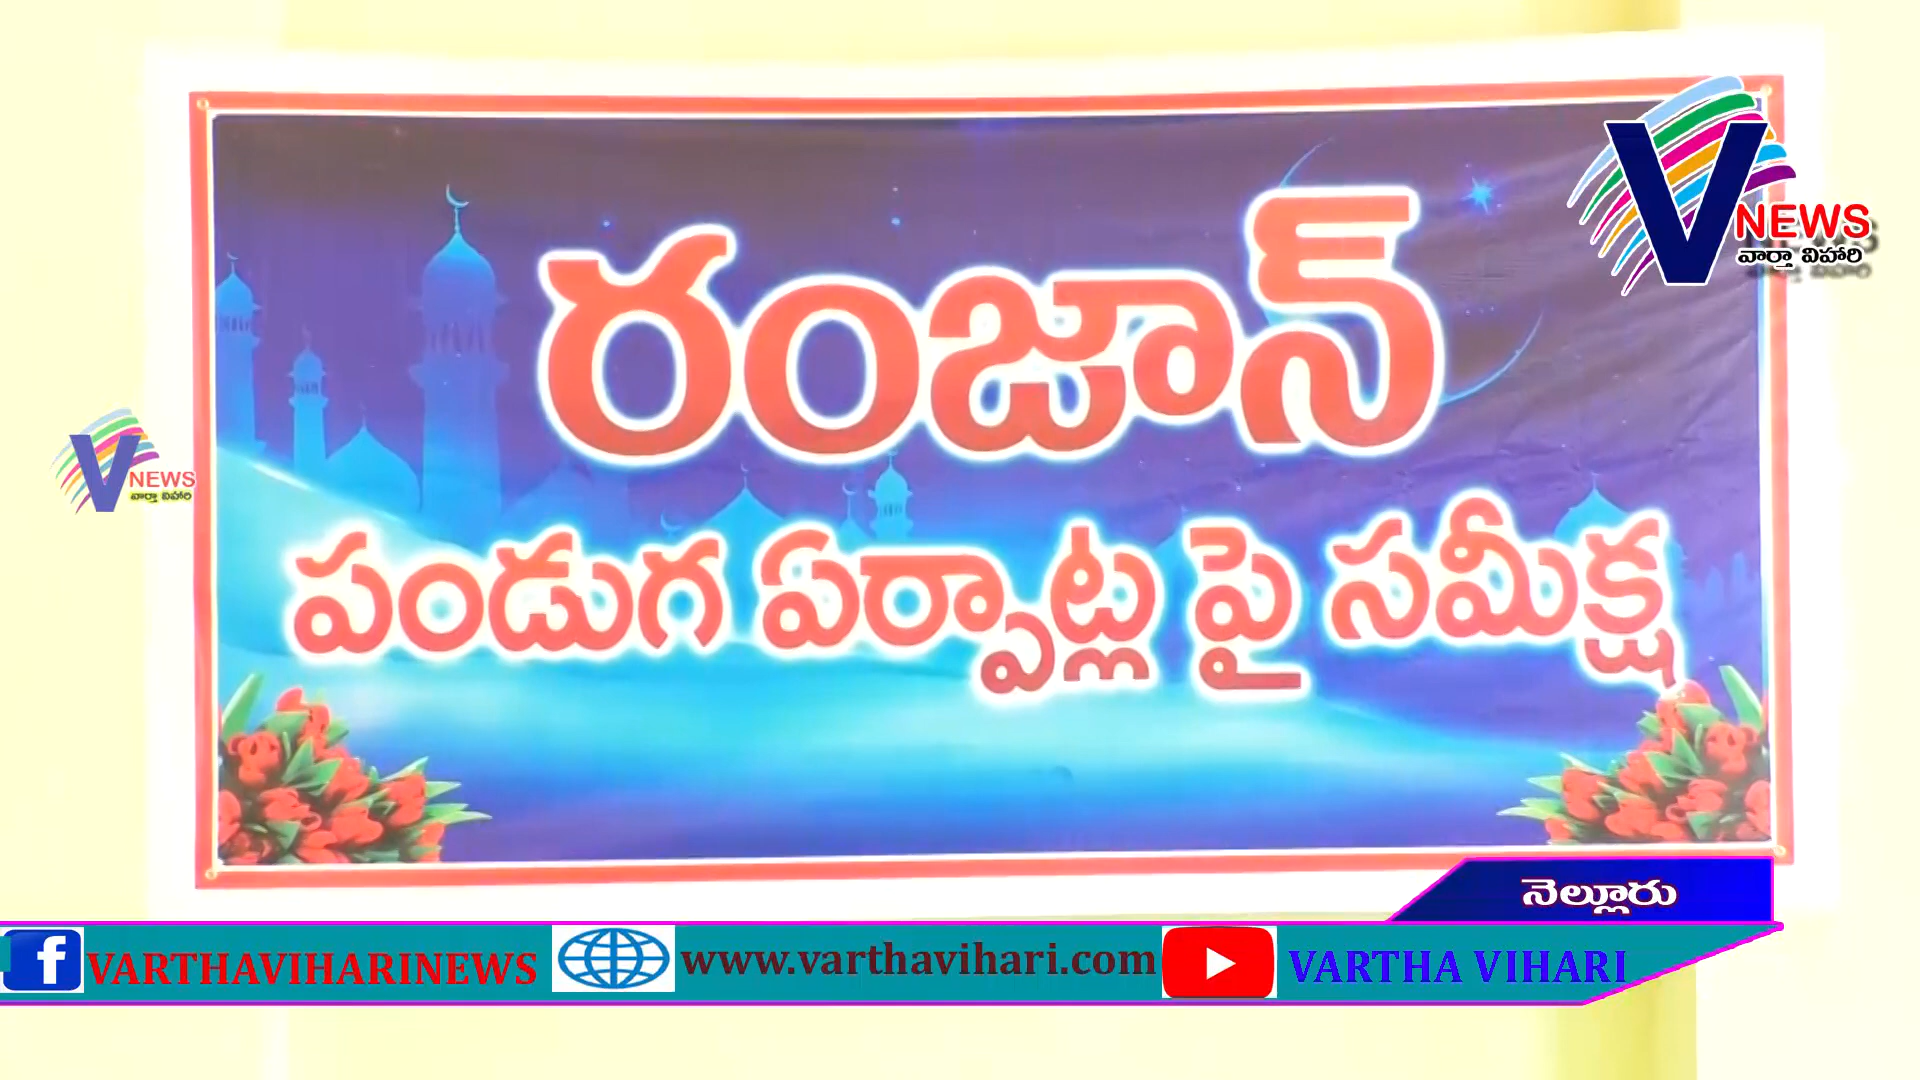 రంజాన్
పండుగ ఏర్పాట్ల పై సమీక్ష
V NEWS
వార్తా విహారి
V NEWS
వార్తా విహారి
నెల్లూరు
VARTHAVIHARINEWS
www.varthavihari.com
VARTHA VIHARI